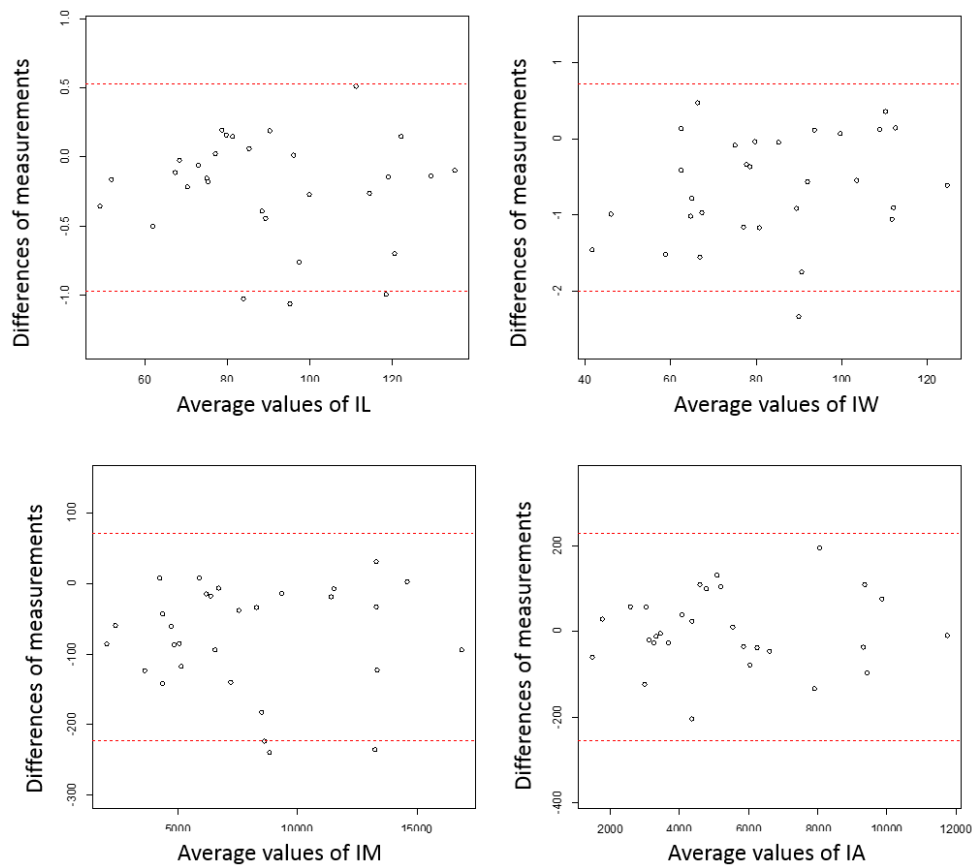 Differences of measurements
1.0
0.5
0.0
-0.5
-1.0
60 80 100 120
Average values of IL
Differences of measurements
1
0
-1
-2
40 60 80 100 120
Average values of IW
Differences of measurements
100
0
-100
-200
-300
5000 10000 15000
Average values of IM
Differences of measurements
200
0
-200
-400
2000 4000 6000 8000 10000 12000
Average values of IA